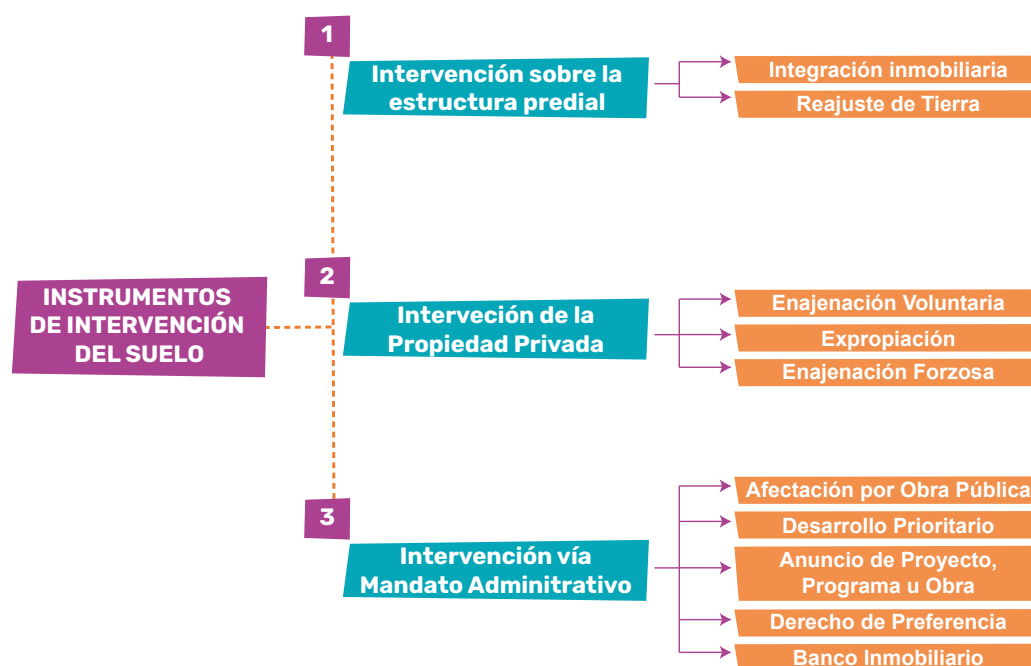 INSTRUMENTOS
DE INTERVENCIÓN
DEL SUELO
1
Intervención sobre la
estructura predial
Integración inmobiliaria
Reajuste de Tierra
2
Interveción de la
Propiedad Privada
Enajenación Voluntaria
Expropiación
Enajenación Forzosa
3
Intervención vía
Mandato Adminitrativo
Afectación por Obra Pública
Desarrollo Prioritario
Anuncio de Proyecto,
Programa u Obra
Derecho de Preferencia
Banco Inmobiliario